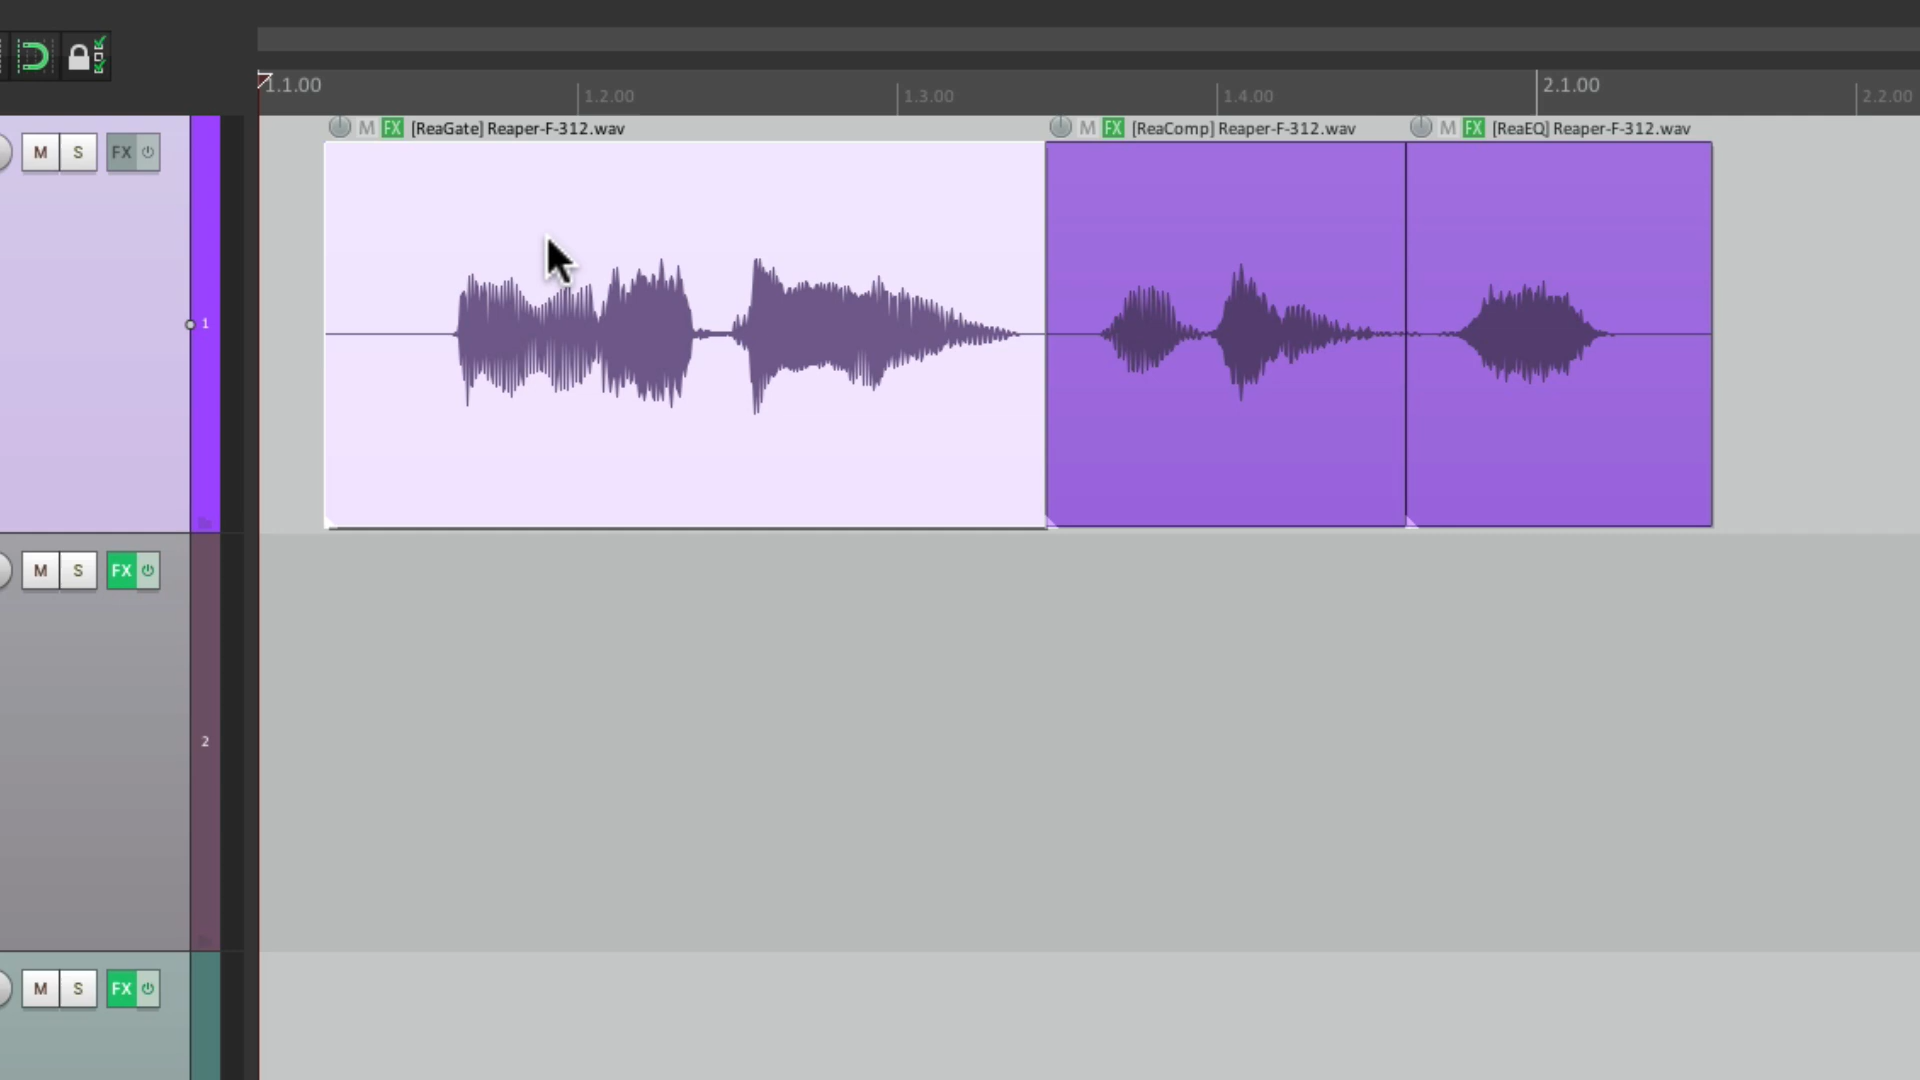 1.1.00 1.2.00 1.3.00 1.4.00 2.1.00 2.2.00
M FX [ReaGate] Reaper-F-312.wav M FX [ReaComp] Reaper-F-312.wav M FX [ReaEQ] Reaper-F-312.wav
M S FX
1
M S FX
2
M S FX